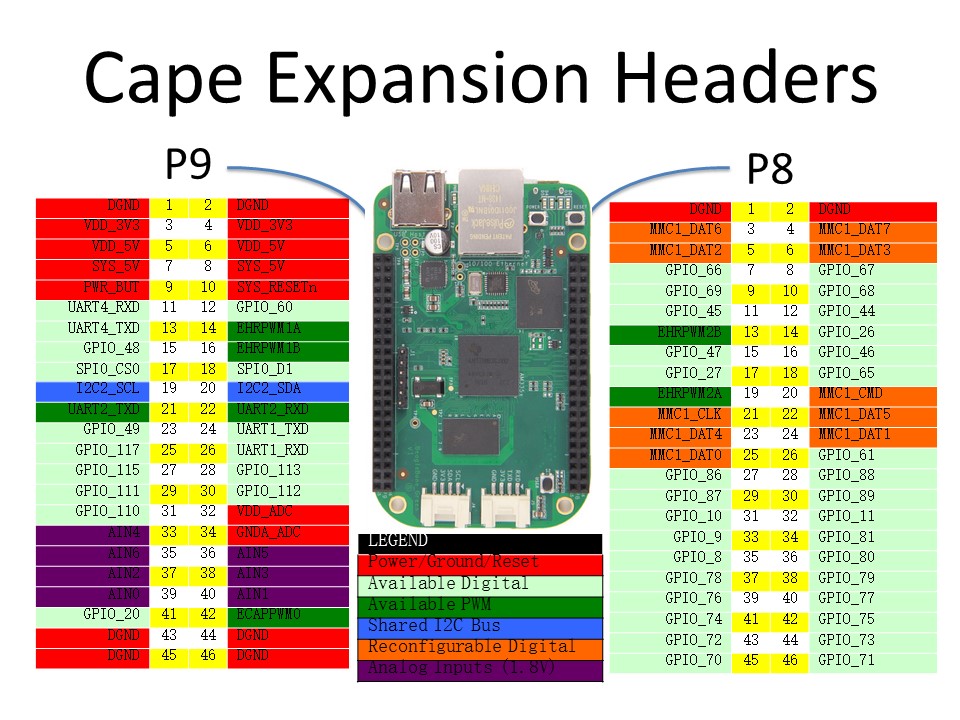 Cape Expansion Headers
P9
P8
DGND 1 2 DGND
VDD_3V3 3 4 VDD_3V3
VDD_5V 5 6 VDD_5V
SYS_5V 7 8 SYS_5V
PWR_BUT 9 10 SYS_RESETn
UART4_RXD 11 12 GPIO_60
UART4_TXD 13 14 EHRPWM1A
GPIO_48 15 16 EHRPWM1B
SPIO_CS0 17 18 SPIO_D1
I2C2_SCL 19 20 I2C2_SDA
UART2_TXD 21 22 UART2_RXD
GPIO_49 23 24 UART1_TXD
GPIO_117 25 26 UART1_RXD
GPIO_115 27 28 GPIO_113
GPIO_111 29 30 GPIO_112
GPIO_110 31 32 VDD_ADC
AIN4 33 34 GNDA_ADC
AIN6 35 36 AIN5
AIN2 37 38 AIN3
AIN0 39 40 AIN1
GPIO_20 41 42 ECAPPWM0
DGND 43 44 DGND
DGND 45 46 DGND
LEGEND
Power/Ground/Reset
Available Digital
Available PWM
Shared I2C Bus
Reconfigurable Digital
Analog Inputs (1.8V)
DGND 1 2 DGND
MMC1_DAT6 3 4 MMC1_DAT7
MMC1_DAT2 5 6 MMC1_DAT3
GPIO_66 7 8 GPIO_67
GPIO_69 9 10 GPIO_68
GPIO_45 11 12 GPIO_44
EHRPWM2B 13 14 GPIO_26
GPIO_47 15 16 GPIO_46
GPIO_27 17 18 GPIO_65
EHRPWM2A 19 20 MMC1_CMD
MMC1_CLK 21 22 MMC1_DAT5
MMC1_DAT4 23 24 MMC1_DAT1
MMC1_DAT0 25 26 GPIO_61
GPIO_86 27 28 GPIO_88
GPIO_87 29 30 GPIO_89
GPIO_10 31 32 GPIO_11
GPIO_9 33 34 GPIO_81
GPIO_8 35 36 GPIO_80
GPIO_78 37 38 GPIO_79
GPIO_76 39 40 GPIO_77
GPIO_74 41 42 GPIO_75
GPIO_72 43 44 GPIO_73
GPIO_70 45 46 GPIO_71